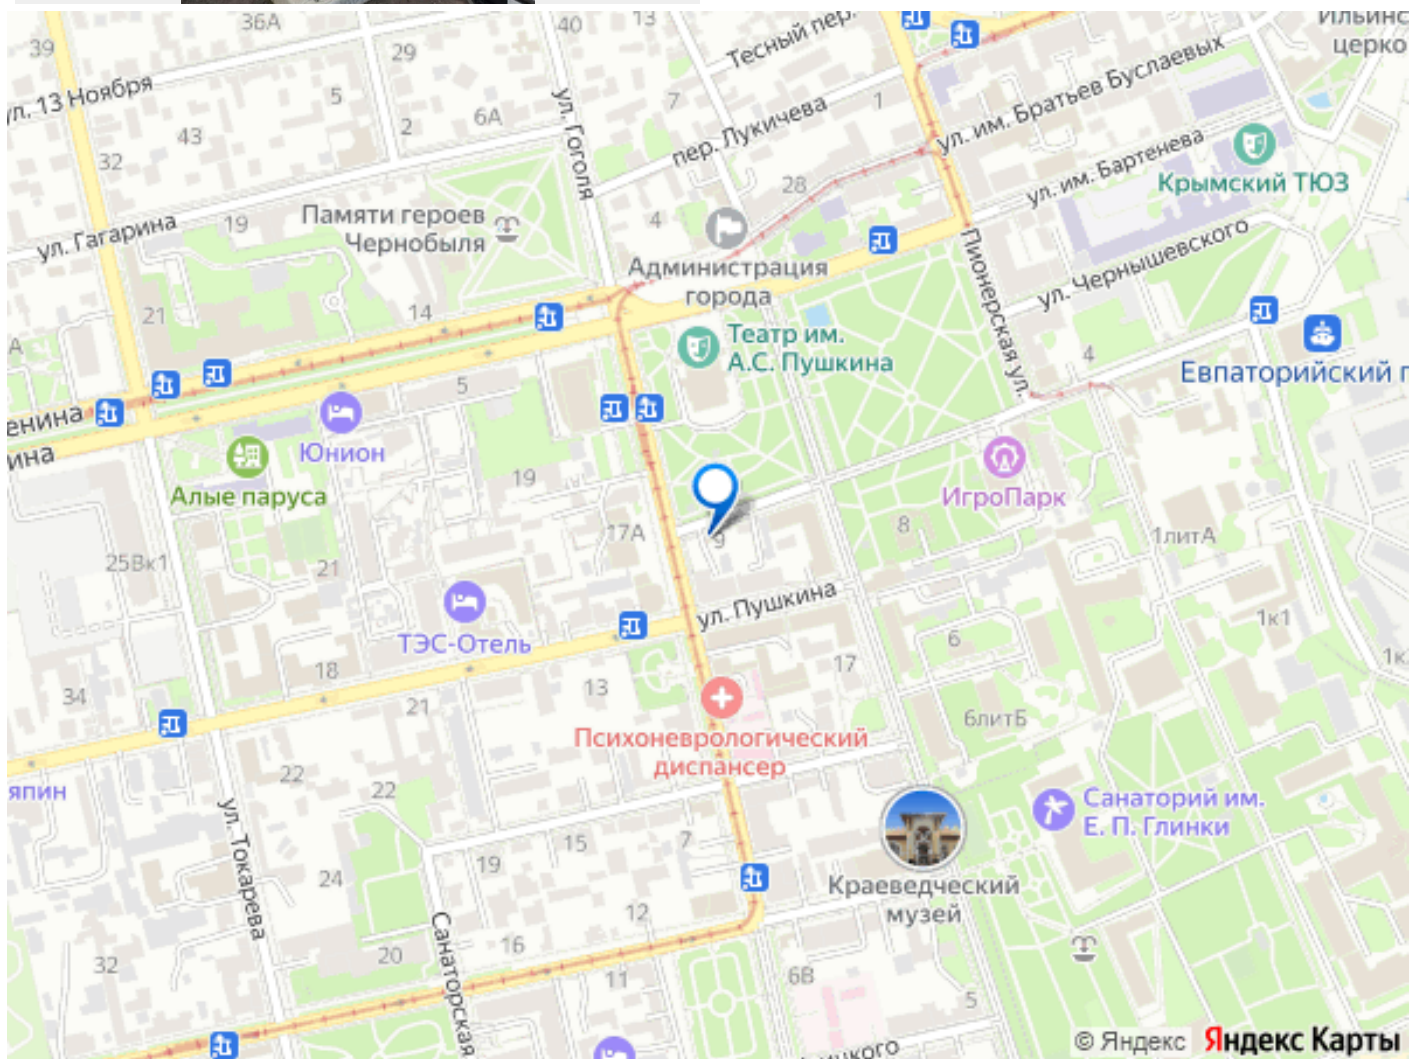 36А
40
13
Ильинс
церко
39
29
Тесный пер.
ул. 13 Ноября
5
ул. Гоголя
7
1
ул. им. Братьев Буслаевых
43
2
6А
пер. Лукичева
32
28
ул. им. Бартенева
Крымский ТЮЗ
ул. Гагарина
19
Памяти героев
Чернобыля
4
Администрация
города
Пионерская ул.
ул. Чернышевского
21
14
А
Театр им.
А.С. Пушкина
4
Евпаторийский п
5
енина
ина
Юнион
Алые паруса
19
ИгроПарк
17А
9
8
1литА
25Вк1
21
ул. Пушкина
ТЭС-Отель
6
1к1
18
17
1к
34
13
21
6литБ
Психоневрологический
диспансер
22
япин
22
ул. Токарева
Санаторий им.
Е. П. Глинки
15
7
19
24
Краеведческий
музей
12
Санаторская
16
20
32
11
6В
5
© Яндекс Яндекс Карты